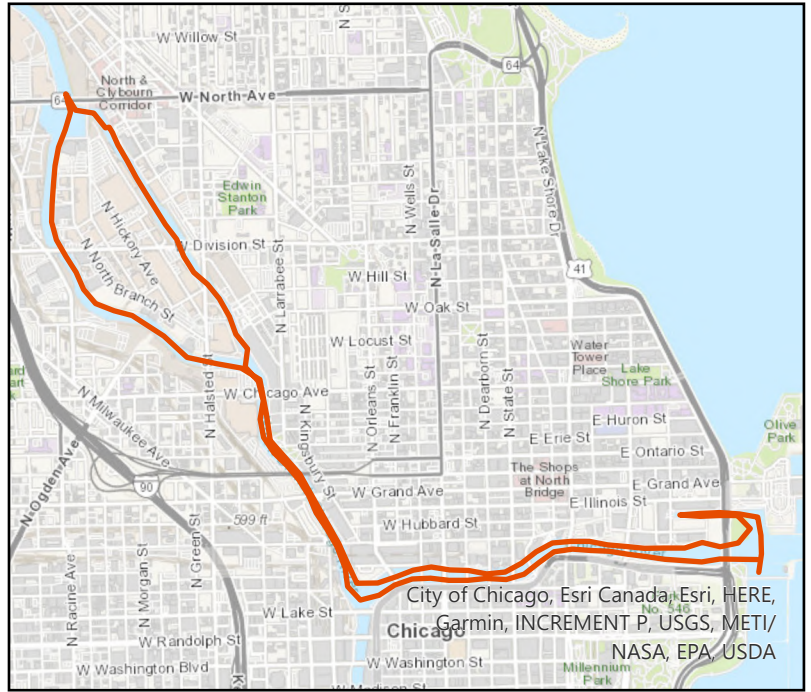 N S
W Willow St
64
North &
Clybourn
Corridor
64
W North Ave
N Lake Shore Dr
N Wells St
N La Salle Dr
Edwin
Stanton
Park
N Hickory Ave
W Division St
N Larrabee St
N North Branch St
W Hill St
41
W Oak St
W Locust St
Water
Tower
Place
Lake
Shore Park
N Halsted St
W Chicago Ave
N Orleans St
N Franklin St
N Dearborn St
N State St
N Milwaukee Ave
N Kingsbury St
E Huron St
Olive
Park
E Erie St
E Ontario St
N Ogden Ave
90
The Shops
at North
Bridge
E Grand Ave
W Grand Ave
E Illinois St
599 ft
W Hubbard St
N Racine Ave
N Morgan St
N Green St
W Lake St
City of Chicago, Esri Canada, Esri, HERE,
No. 546
Garmin, INCREMENT P, USGS, METI/
W Randolph St
Chicago
NASA, EPA, USDA
W Washington Blvd
W Washington St
Millennium
Park
W Madison St